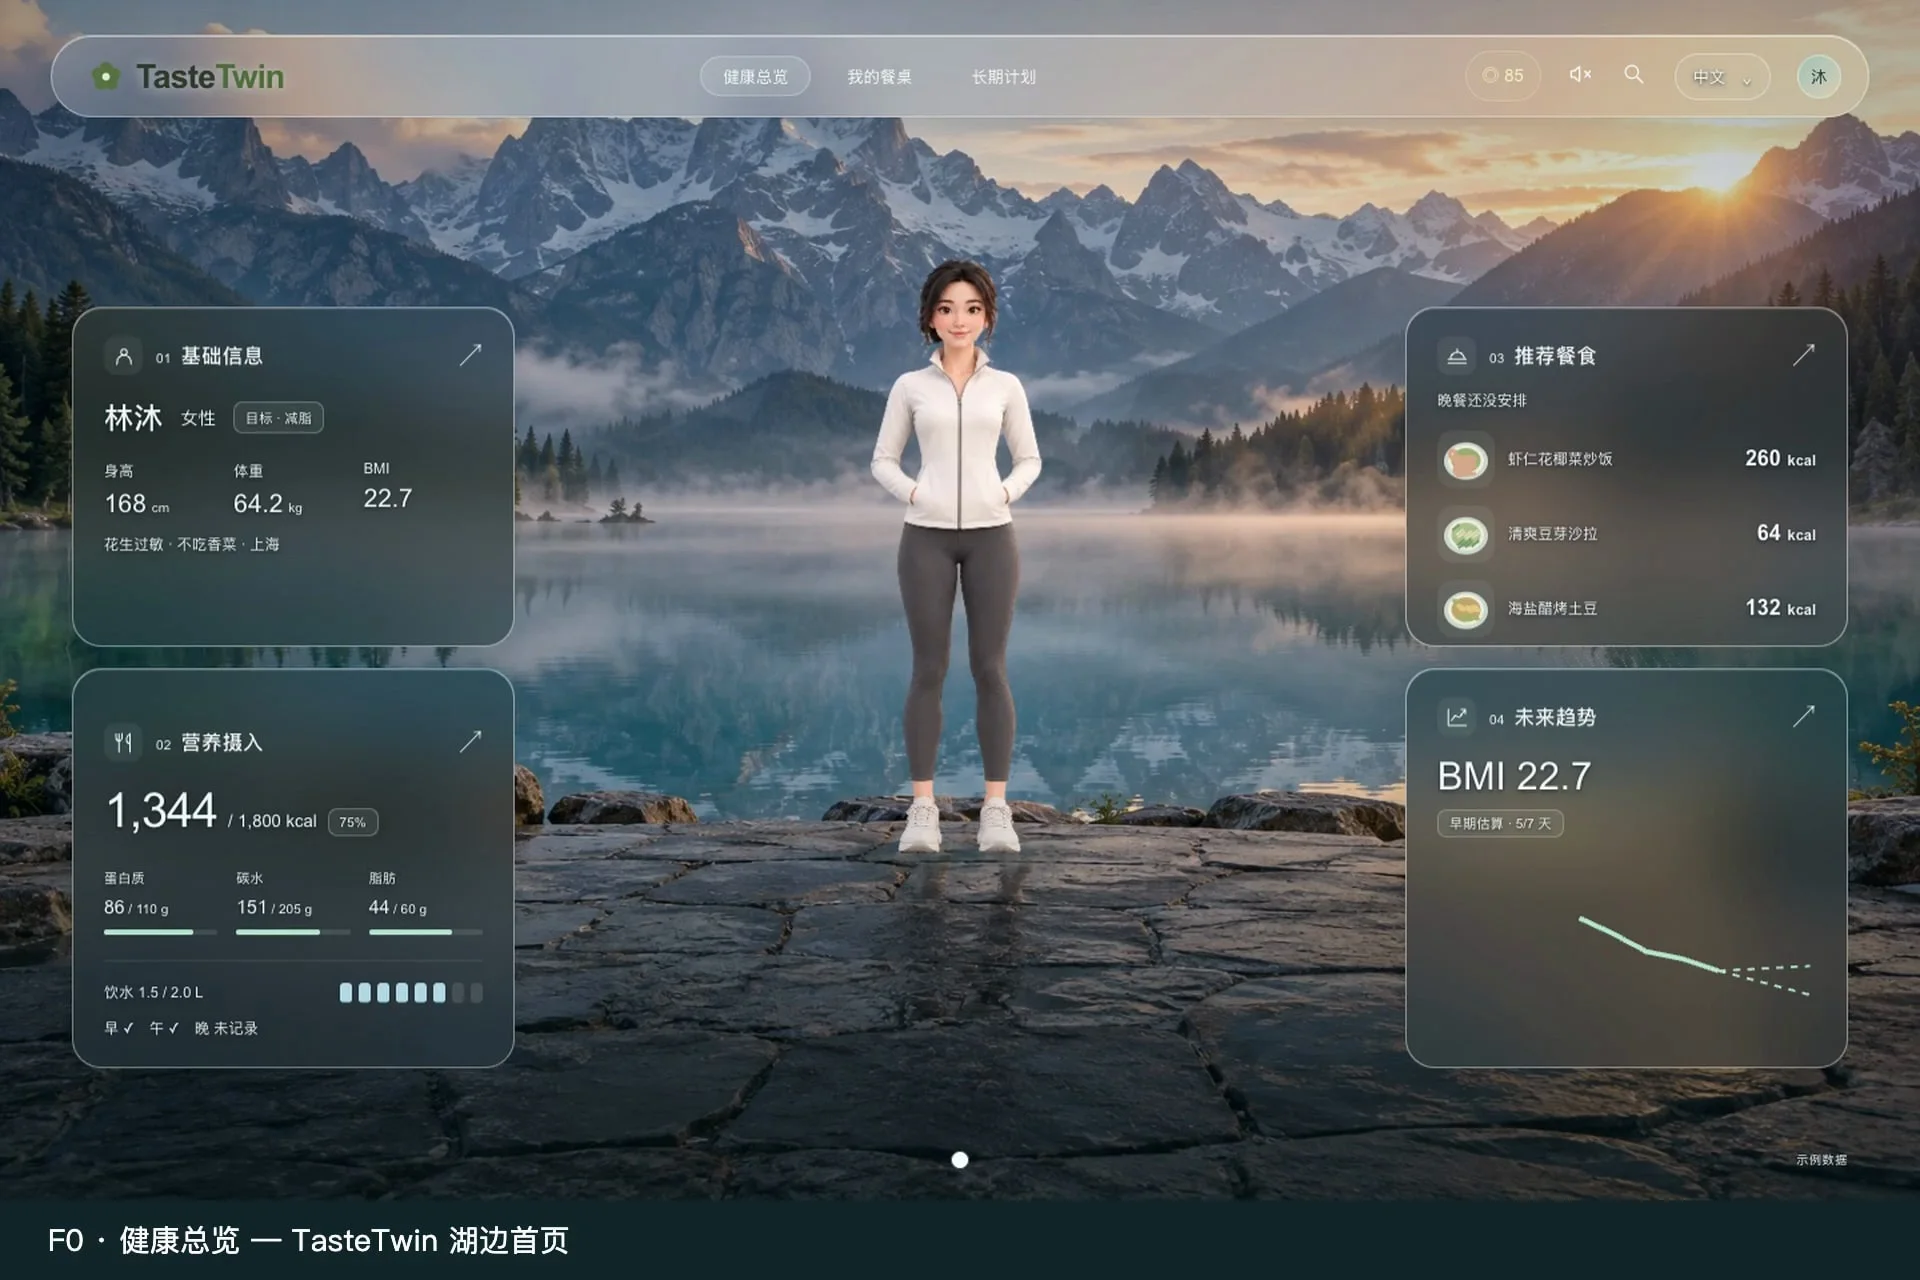 TasteTwin
健康总览
我的餐桌
长期计划
85
中文
沐
01 基础信息
林沐 女性 目标 · 减脂
身高 体重 BMI
168 cm 64.2 kg 22.7
花生过敏 · 不吃香菜 · 上海
02 营养摄入
1,344 / 1,800 kcal 75%
蛋白质 碳水 脂肪
86 / 110 g 151 / 205 g 44 / 60 g
饮水 1.5 / 2.0 L
早 ✓ 午 ✓ 晚 未记录
03 推荐餐食
晚餐还没安排
虾仁花椰菜炒饭 260 kcal
清爽豆芽沙拉 64 kcal
海盐醋烤土豆 132 kcal
04 未来趋势
BMI 22.7
早期估算 · 5/7 天
示例数据
F0 · 健康总览 — TasteTwin 湖边首页